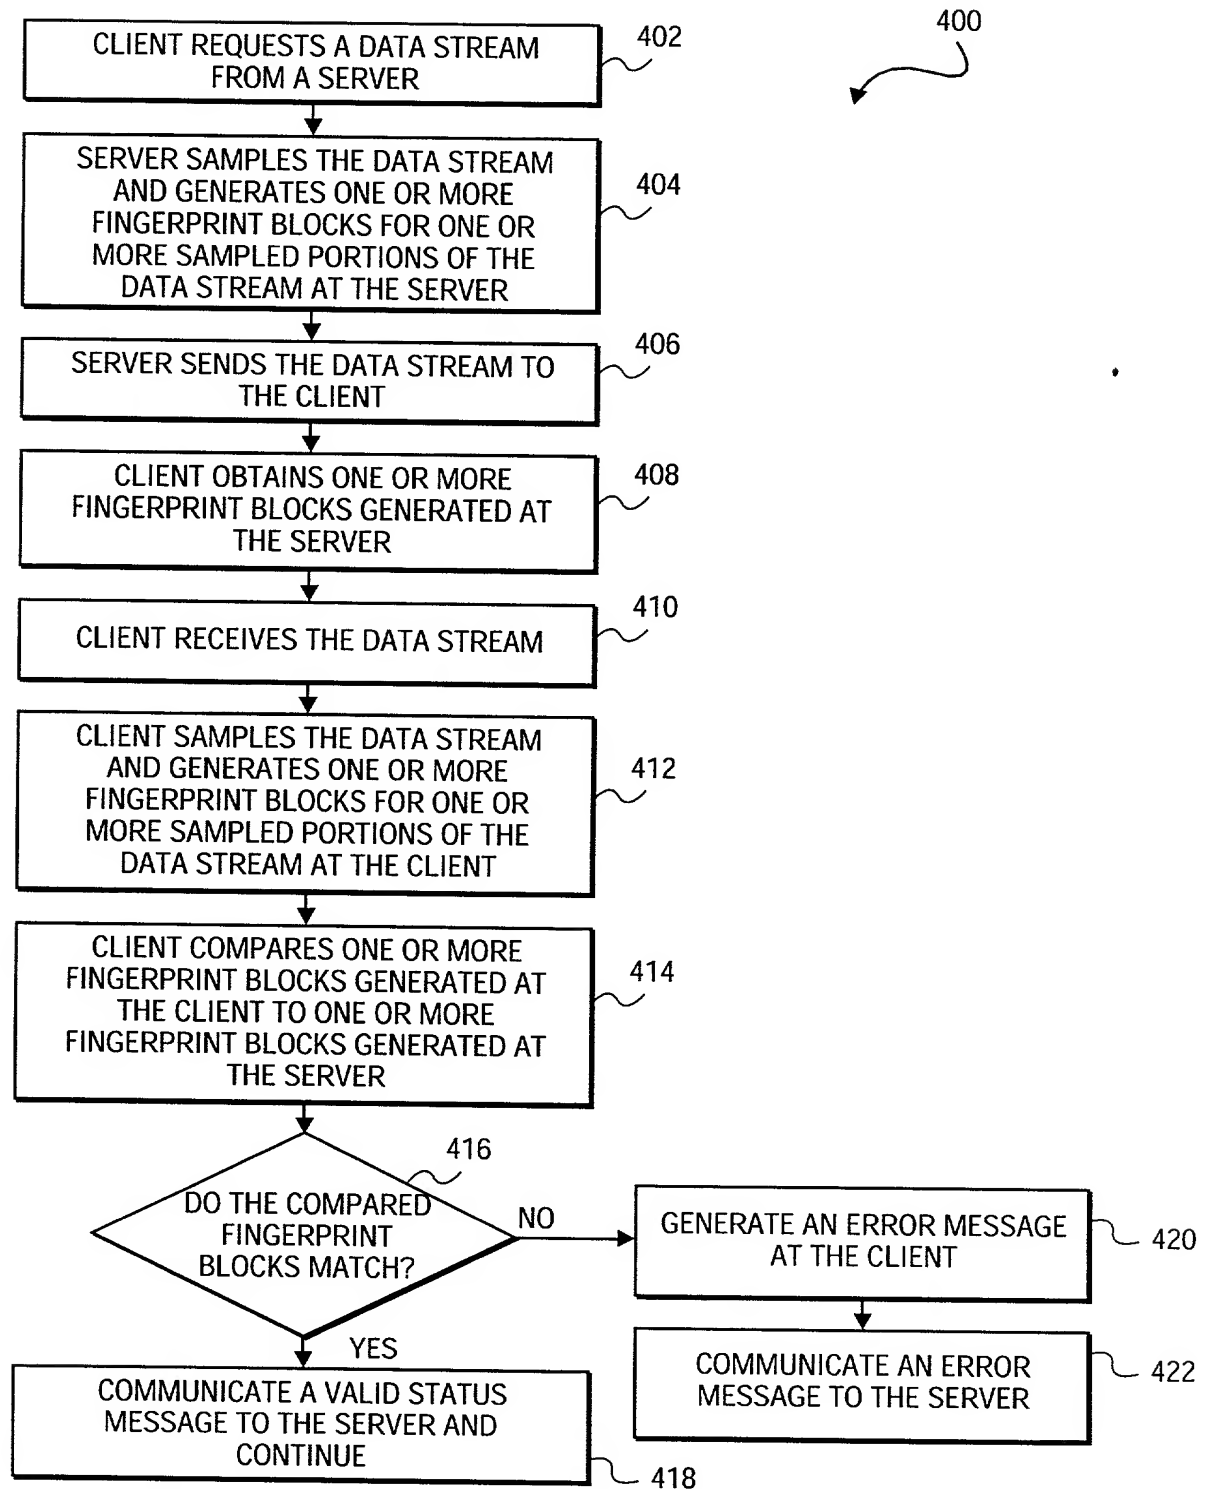 400
CLIENT REQUESTS A DATA STREAM
FROM A SERVER
402
SERVER SAMPLES THE DATA STREAM
AND GENERATES ONE OR MORE
FINGERPRINT BLOCKS FOR ONE OR
MORE SAMPLED PORTIONS OF THE
DATA STREAM AT THE SERVER
404
SERVER SENDS THE DATA STREAM TO
THE CLIENT
406
CLIENT OBTAINS ONE OR MORE
FINGERPRINT BLOCKS GENERATED AT
THE SERVER
408
CLIENT RECEIVES THE DATA STREAM
410
CLIENT SAMPLES THE DATA STREAM
AND GENERATES ONE OR MORE
FINGERPRINT BLOCKS FOR ONE OR
MORE SAMPLED PORTIONS OF THE
DATA STREAM AT THE CLIENT
412
CLIENT COMPARES ONE OR MORE
FINGERPRINT BLOCKS GENERATED AT
THE CLIENT TO ONE OR MORE
FINGERPRINT BLOCKS GENERATED AT
THE SERVER
414
DO THE COMPARED
FINGERPRINT
BLOCKS MATCH?
416
NO
GENERATE AN ERROR MESSAGE
AT THE CLIENT
420
COMMUNICATE AN ERROR
MESSAGE TO THE SERVER
422
YES
COMMUNICATE A VALID STATUS
MESSAGE TO THE SERVER AND
CONTINUE
418